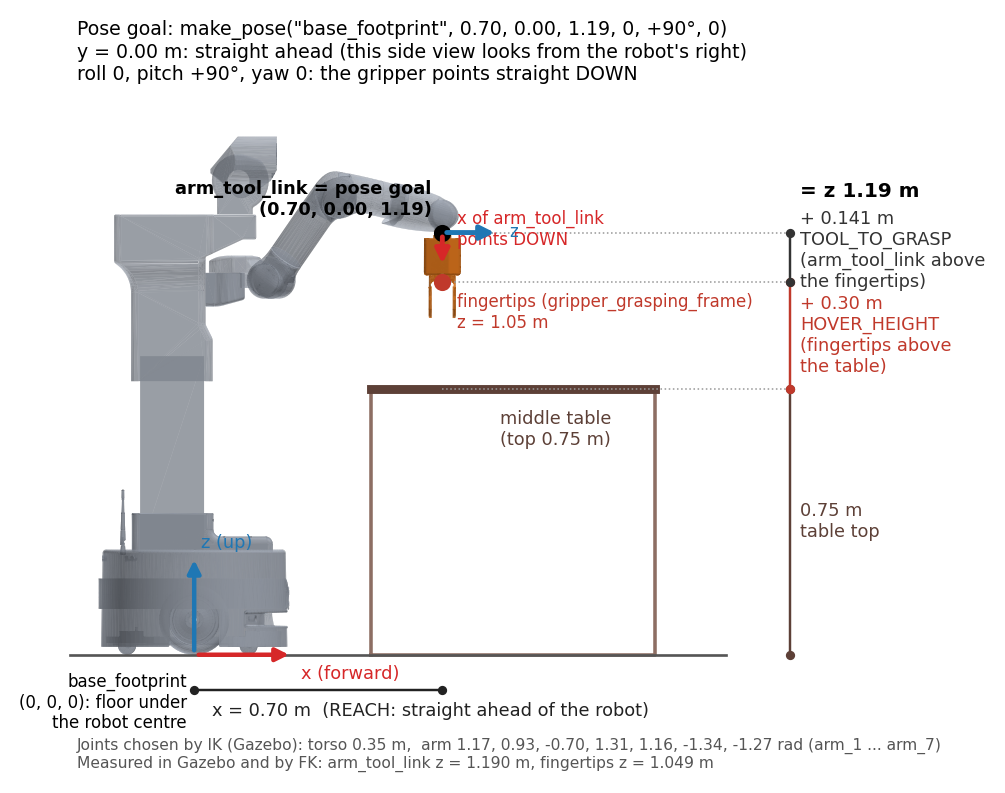 Pose goal: make_pose("base_footprint", 0.70, 0.00, 1.19, 0, +90°, 0)
y = 0.00 m: straight ahead (this side view looks from the robot's right)
roll 0, pitch +90°, yaw 0: the gripper points straight DOWN
arm_tool_link = pose goal
(0.70, 0.00, 1.19)
x of arm_tool_link
points DOWN
z
= z 1.19 m
+ 0.141 m
TOOL_TO_GRASP
(arm_tool_link above
the fingertips)
fingertips (gripper_grasping_frame)
z = 1.05 m
+ 0.30 m
HOVER_HEIGHT
(fingertips above
the table)
middle table
(top 0.75 m)
0.75 m
table top
z (up)
x (forward)
base_footprint
(0, 0, 0): floor under
the robot centre
x = 0.70 m  (REACH: straight ahead of the robot)
Joints chosen by IK (Gazebo): torso 0.35 m,  arm 1.17, 0.93, -0.70, 1.31, 1.16, -1.34, -1.27 rad (arm_1 ... arm_7)
Measured in Gazebo and by FK: arm_tool_link z = 1.190 m, fingertips z = 1.049 m